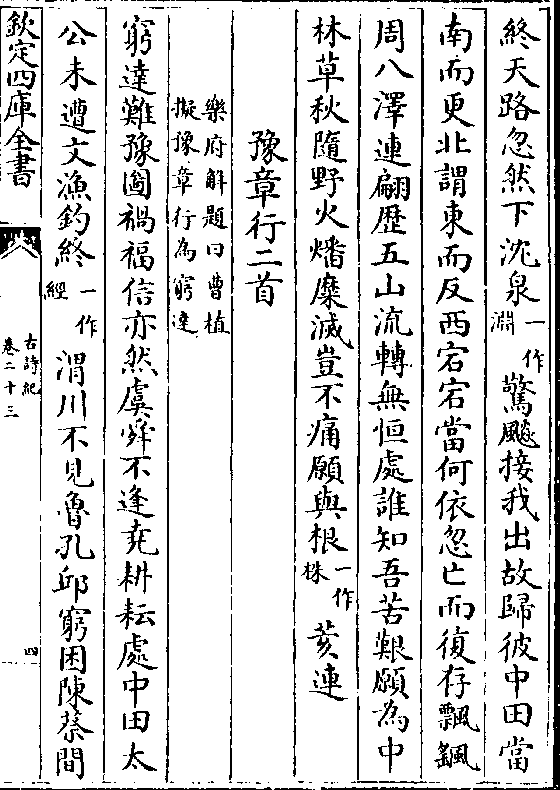 終天路忽然下沈泉一作淵驚飇接我出故歸彼中田當
南而更北謂東而反西宕宕當何依忽亡而復存飄颻
周八澤連翩歴五山流轉無恒處誰知吾苦艱願為中
林草秋隨野火燔糜滅豈不痛願與根一作株荄連
豫章行二首
樂府解題曰曹植
擬豫章行為窮達
窮達難豫圖禍福信亦然虞舜不逢堯耕耘處中田太
公未遭文漁釣終一作經渭川不見魯孔邱窮困陳蔡間
欽定四庫全書
古詩紀
卷二十三
四